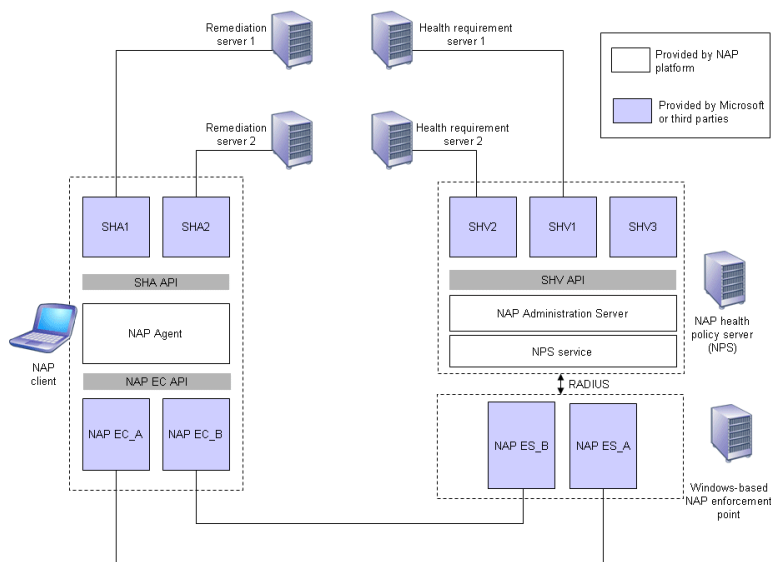 Remediation
server 1
Health requirement
server 1
Provided by NAP
platform
Provided by Microsoft
or third parties
Remediation
server 2
Health requirement
server 2
SHA1
SHA2
SHV2
SHV1
SHV3
SHA API
SHV API
NAP Agent
NAP Administration Server
NPS service
NAP health
policy server
(NPS)
NAP
client
NAP EC API
RADIUS
NAP EC_A
NAP EC_B
NAP ES_B
NAP ES_A
Windows-based
NAP enforcement
point